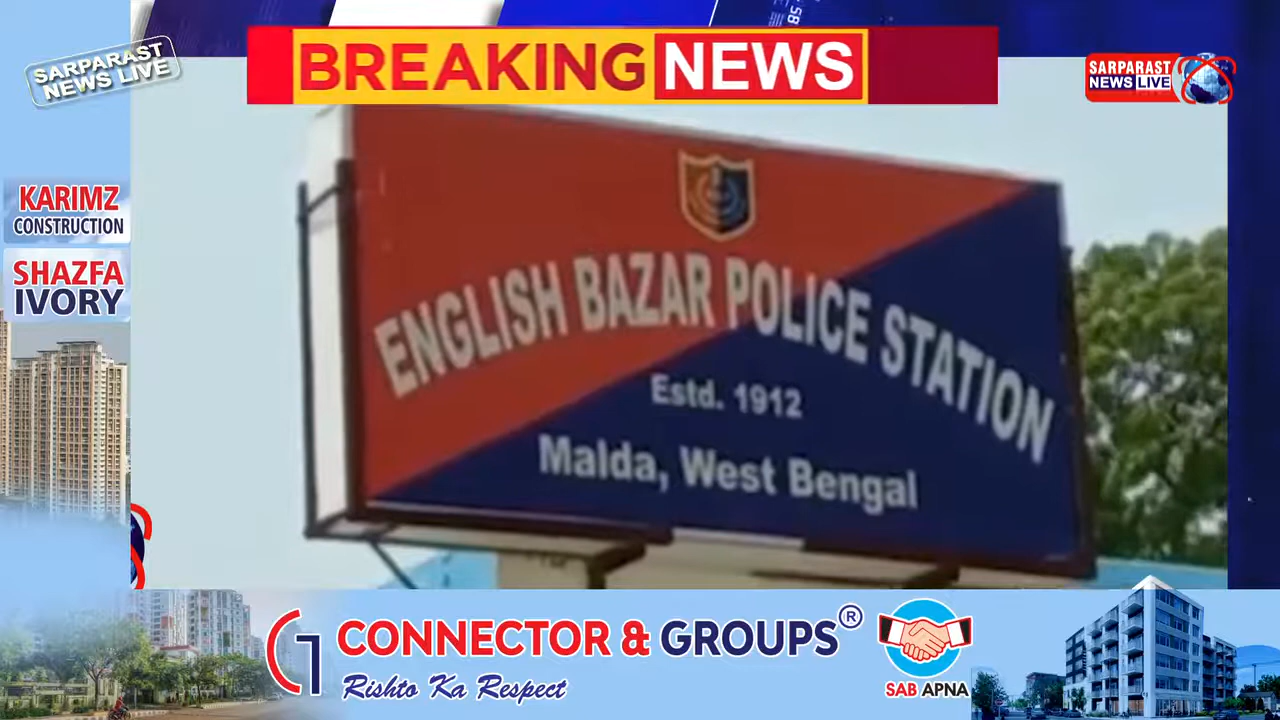 SARPARAST
NEWS LIVE
BREAKING NEWS
SARPARAST
NEWS LIVE
KARIMZ
CONSTRUCTION
SHAZFA
IVORY
ENGLISH BAZAR POLICE STATION
Estd. 1912
Malda, West Bengal
CONNECTOR & GROUPS®
Rishto Ka Respect
SAB APNA